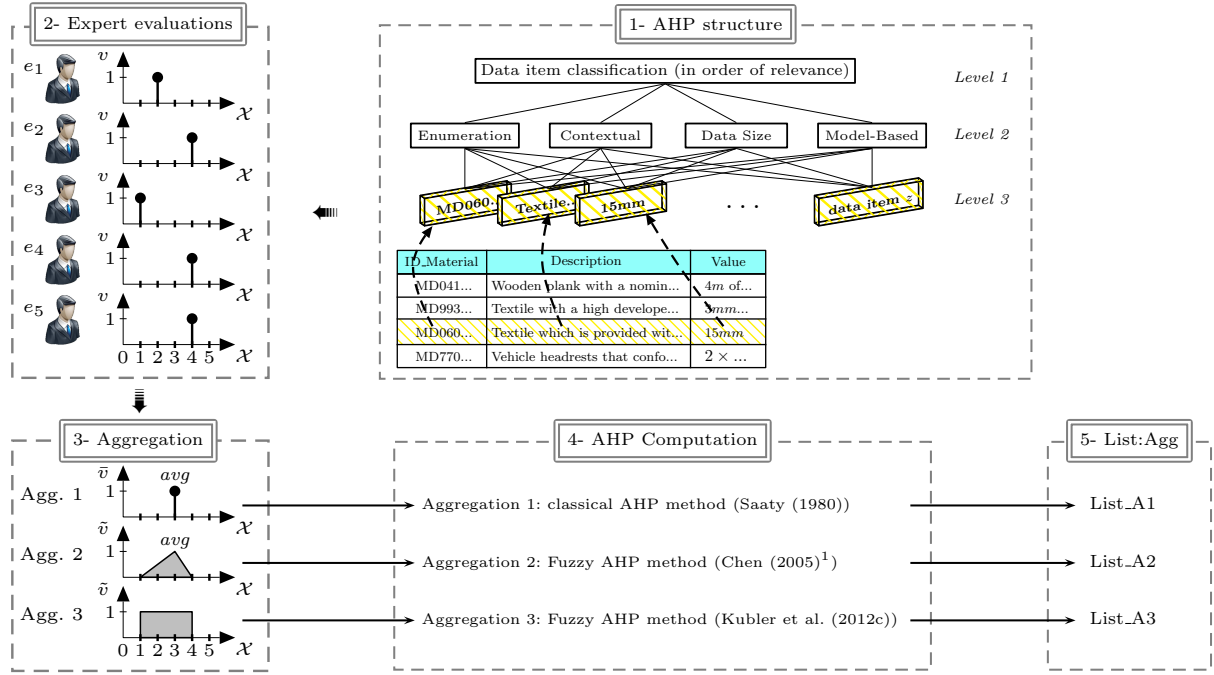 2- Expert evaluations
e1
v
1
𝒳
e2
v
1
𝒳
e3
v
1
𝒳
e4
v
1
𝒳
e5
v
1
0 1 2 3 4 5 𝒳
1- AHP structure
Data item classification (in order of relevance)
Level 1
Enumeration Contextual Data Size Model-Based
Level 2
MD060.. Textile.. 15mm . . . data item z
Level 3
ID_Material Description Value
MD041... Wooden plank with a nomin... 4m of...
MD993... Textile with a high develope... 3mm...
MD060... Textile which is provided wit... 15mm
MD770... Vehicle headrests that confo... 2 × ...
3- Aggregation
Agg. 1
v̄
1
avg
𝒳
Agg. 2
ṽ
1
avg
𝒳
Agg. 3
ṽ
1
0 1 2 3 4 5 𝒳
4- AHP Computation
Aggregation 1: classical AHP method (Saaty (1980))
Aggregation 2: Fuzzy AHP method (Chen (2005)¹)
Aggregation 3: Fuzzy AHP method (Kubler et al. (2012c))
5- List:Agg
List_A1
List_A2
List_A3